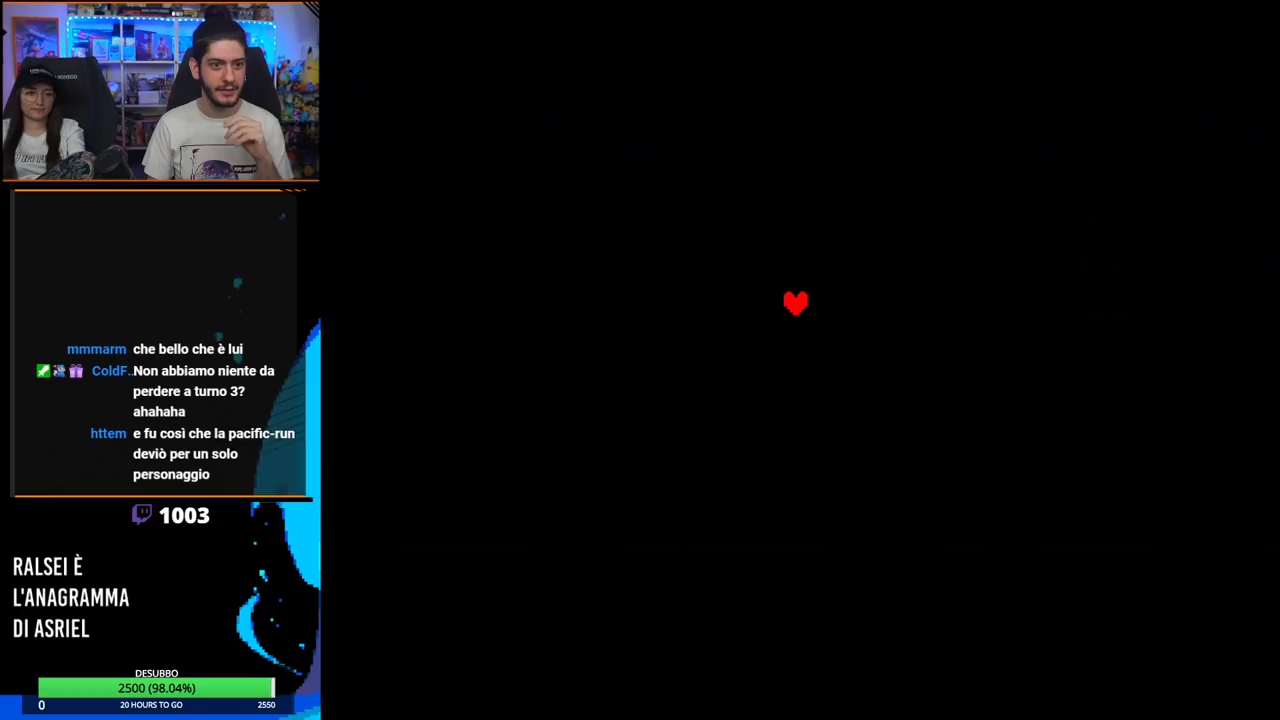 mmmarm che bello che è lui
ColdF.. Non abbiamo niente da
perdere a turno 3?
ahahaha
httem e fu così che la pacific-run
deviò per un solo
personaggio
1003
RALSEI È
L'ANAGRAMMA
DI ASRIEL
DESUBBO
2500 (98.04%)
0 20 HOURS TO GO 2550